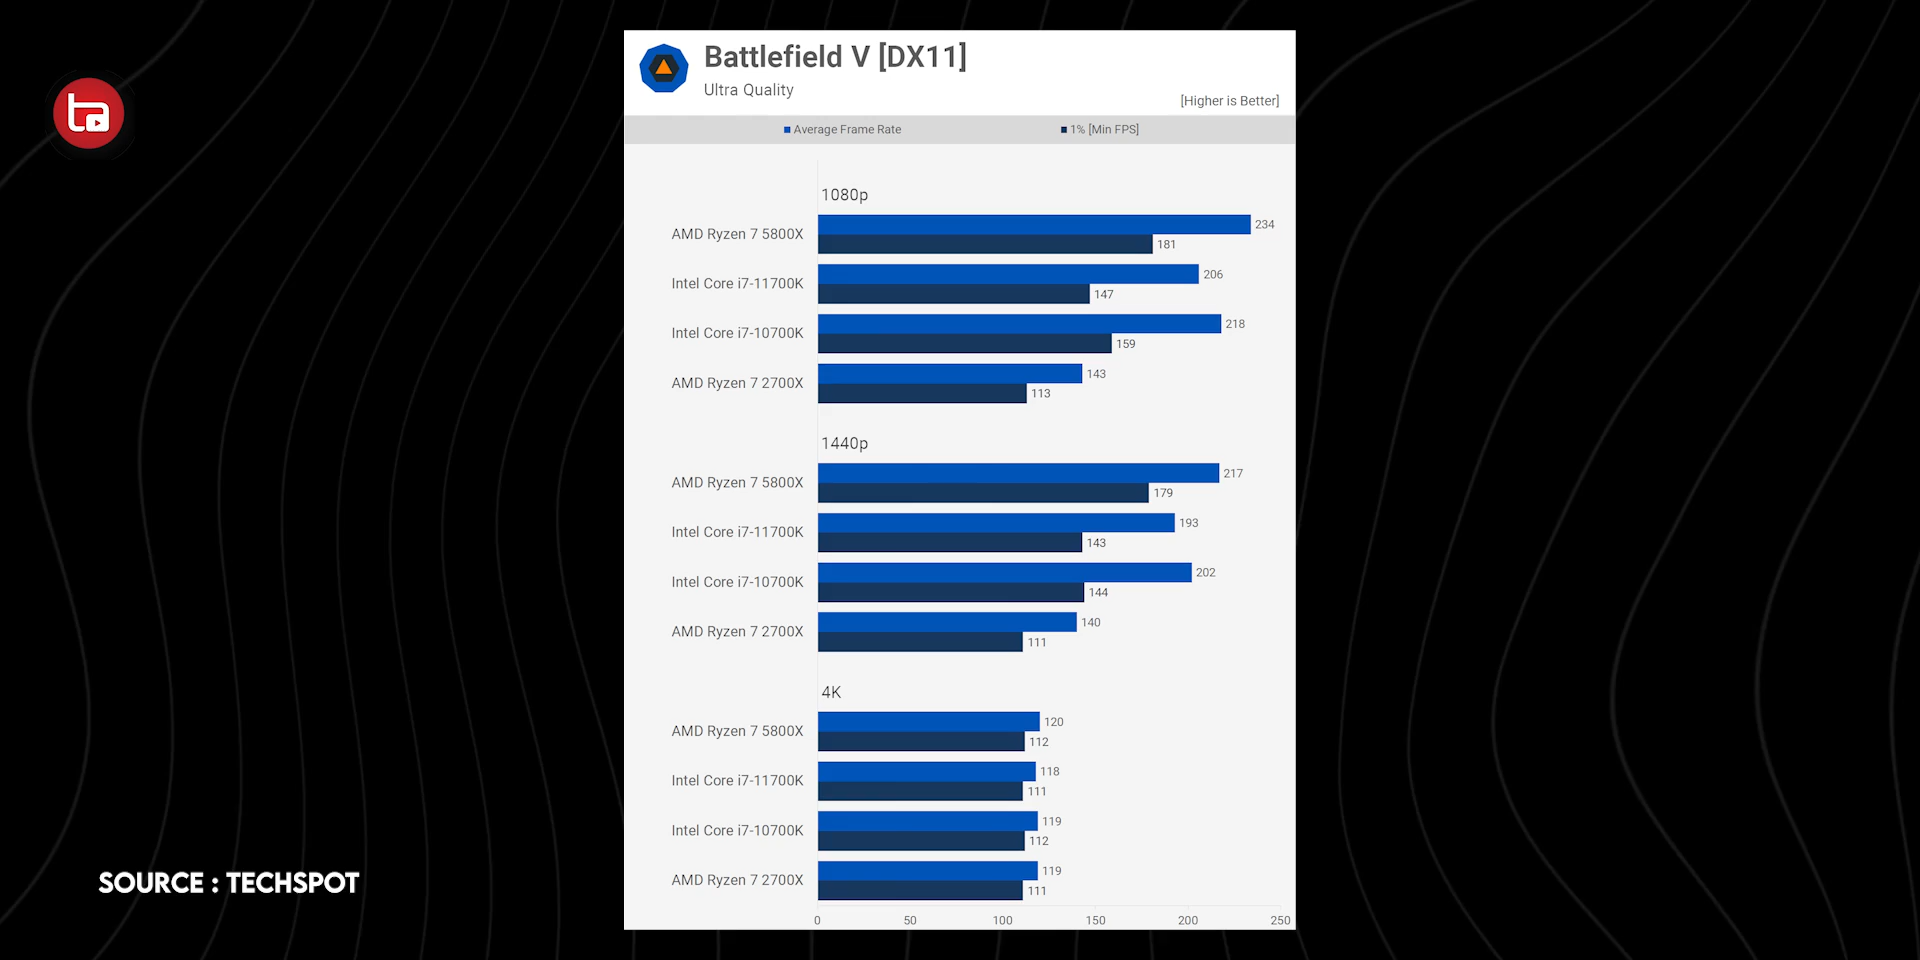 ta
Battlefield V [DX11]
Ultra Quality
[Higher is Better]
Average Frame Rate 1% [Min FPS]
1080p
AMD Ryzen 7 5800X 234
181
Intel Core i7-11700K 206
147
Intel Core i7-10700K 218
159
AMD Ryzen 7 2700X 143
113
1440p
AMD Ryzen 7 5800X 217
179
Intel Core i7-11700K 193
143
Intel Core i7-10700K 202
144
AMD Ryzen 7 2700X 140
111
4K
AMD Ryzen 7 5800X 120
112
Intel Core i7-11700K 118
111
Intel Core i7-10700K 119
112
AMD Ryzen 7 2700X 119
111
0 50 100 150 200 250
SOURCE : TECHSPOT